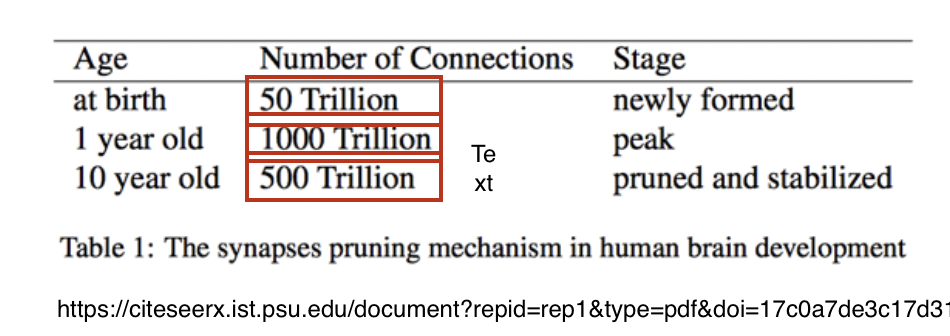 Age Number of Connections Stage
at birth 50 Trillion newly formed
1 year old 1000 Trillion peak
10 year old 500 Trillion pruned and stabilized
Te
xt
Table 1: The synapses pruning mechanism in human brain development
https://citeseerx.ist.psu.edu/document?repid=rep1&type=pdf&doi=17c0a7de3c17d31